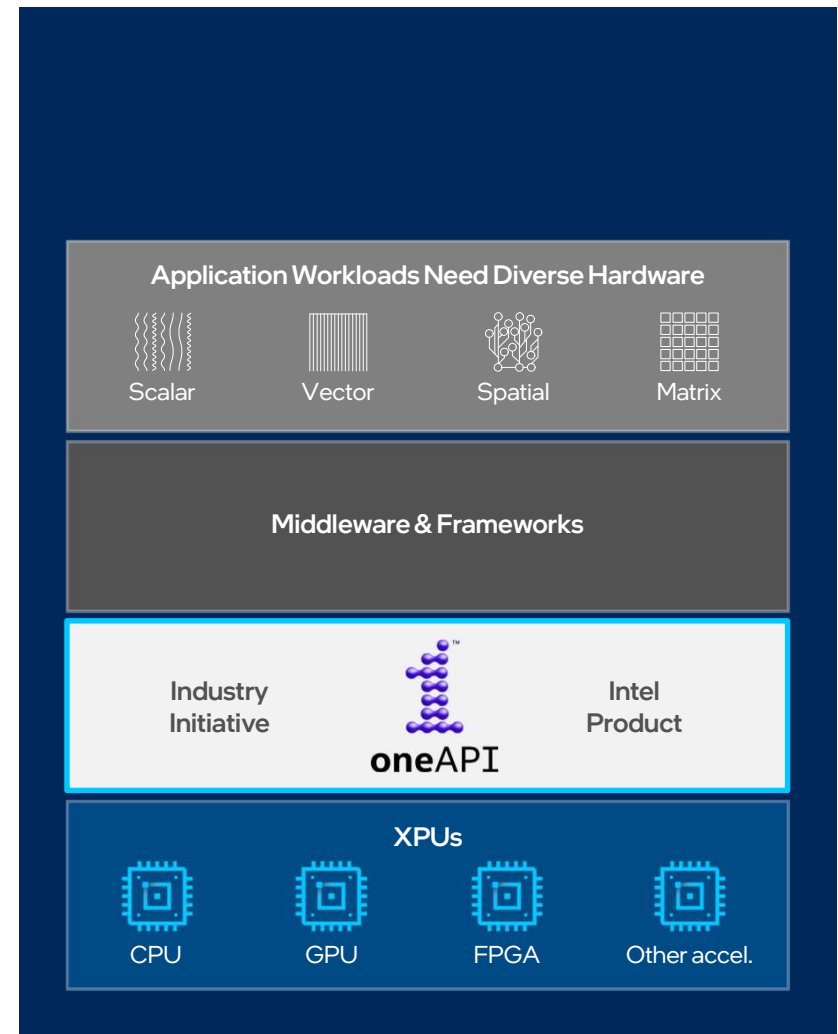 Application Workloads Need Diverse Hardware
Scalar Vector Spatial Matrix
Middleware & Frameworks
Industry
Initiative
™
oneAPI
Intel
Product
XPUs
CPU GPU FPGA Other accel.